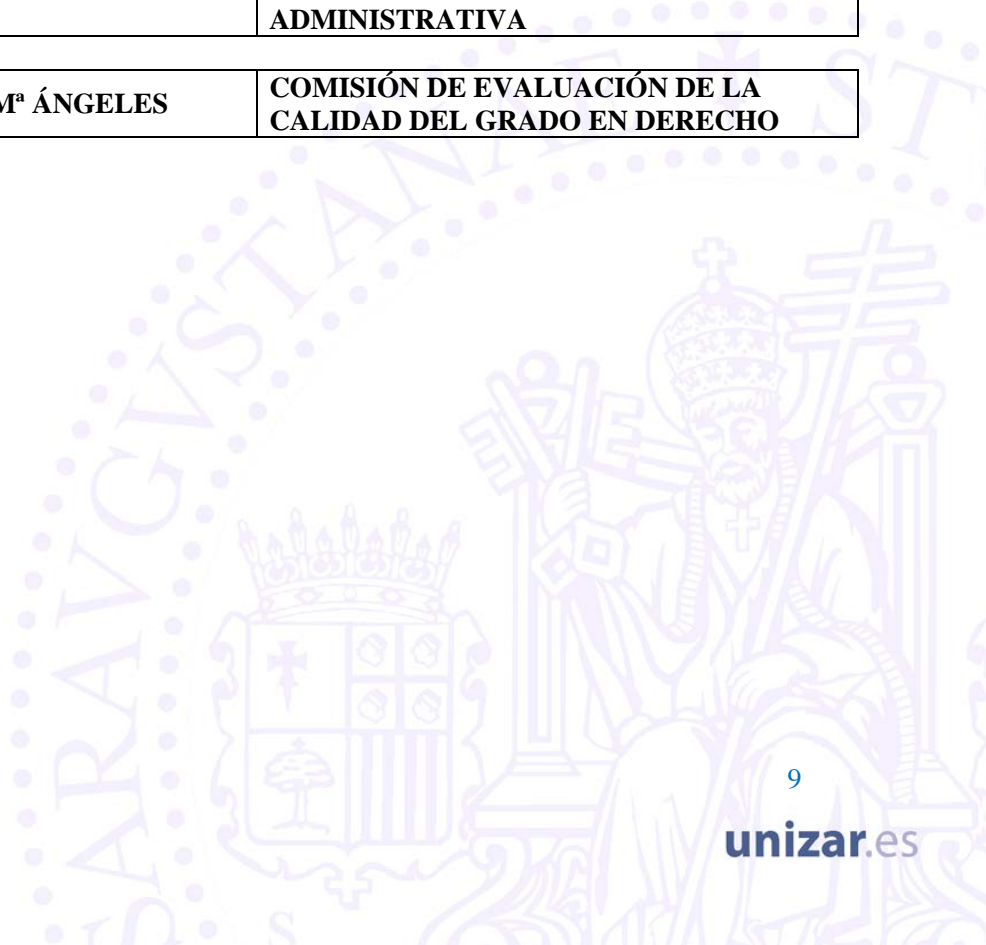 ADMINISTRATIVA
Mª ÁNGELES
COMISIÓN DE EVALUACIÓN DE LA
CALIDAD DEL GRADO EN DERECHO
9
unizar.es